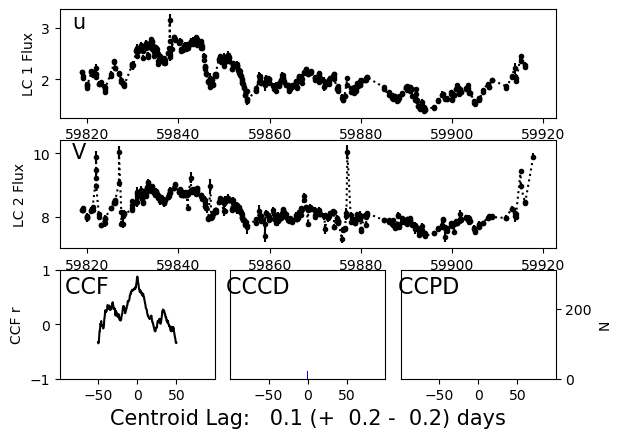 u
LC 1 Flux
3
2
59820 59840 59860 59880 59900 59920
V
LC 2 Flux
10
8
59820 59840 59860 59880 59900 59920
CCF CCCD CCPD
CCF r
1
0
−1
200
0
N
−50 0 50 −50 0 50 −50 0 50
Centroid Lag: 0.1 (+ 0.2 - 0.2) days